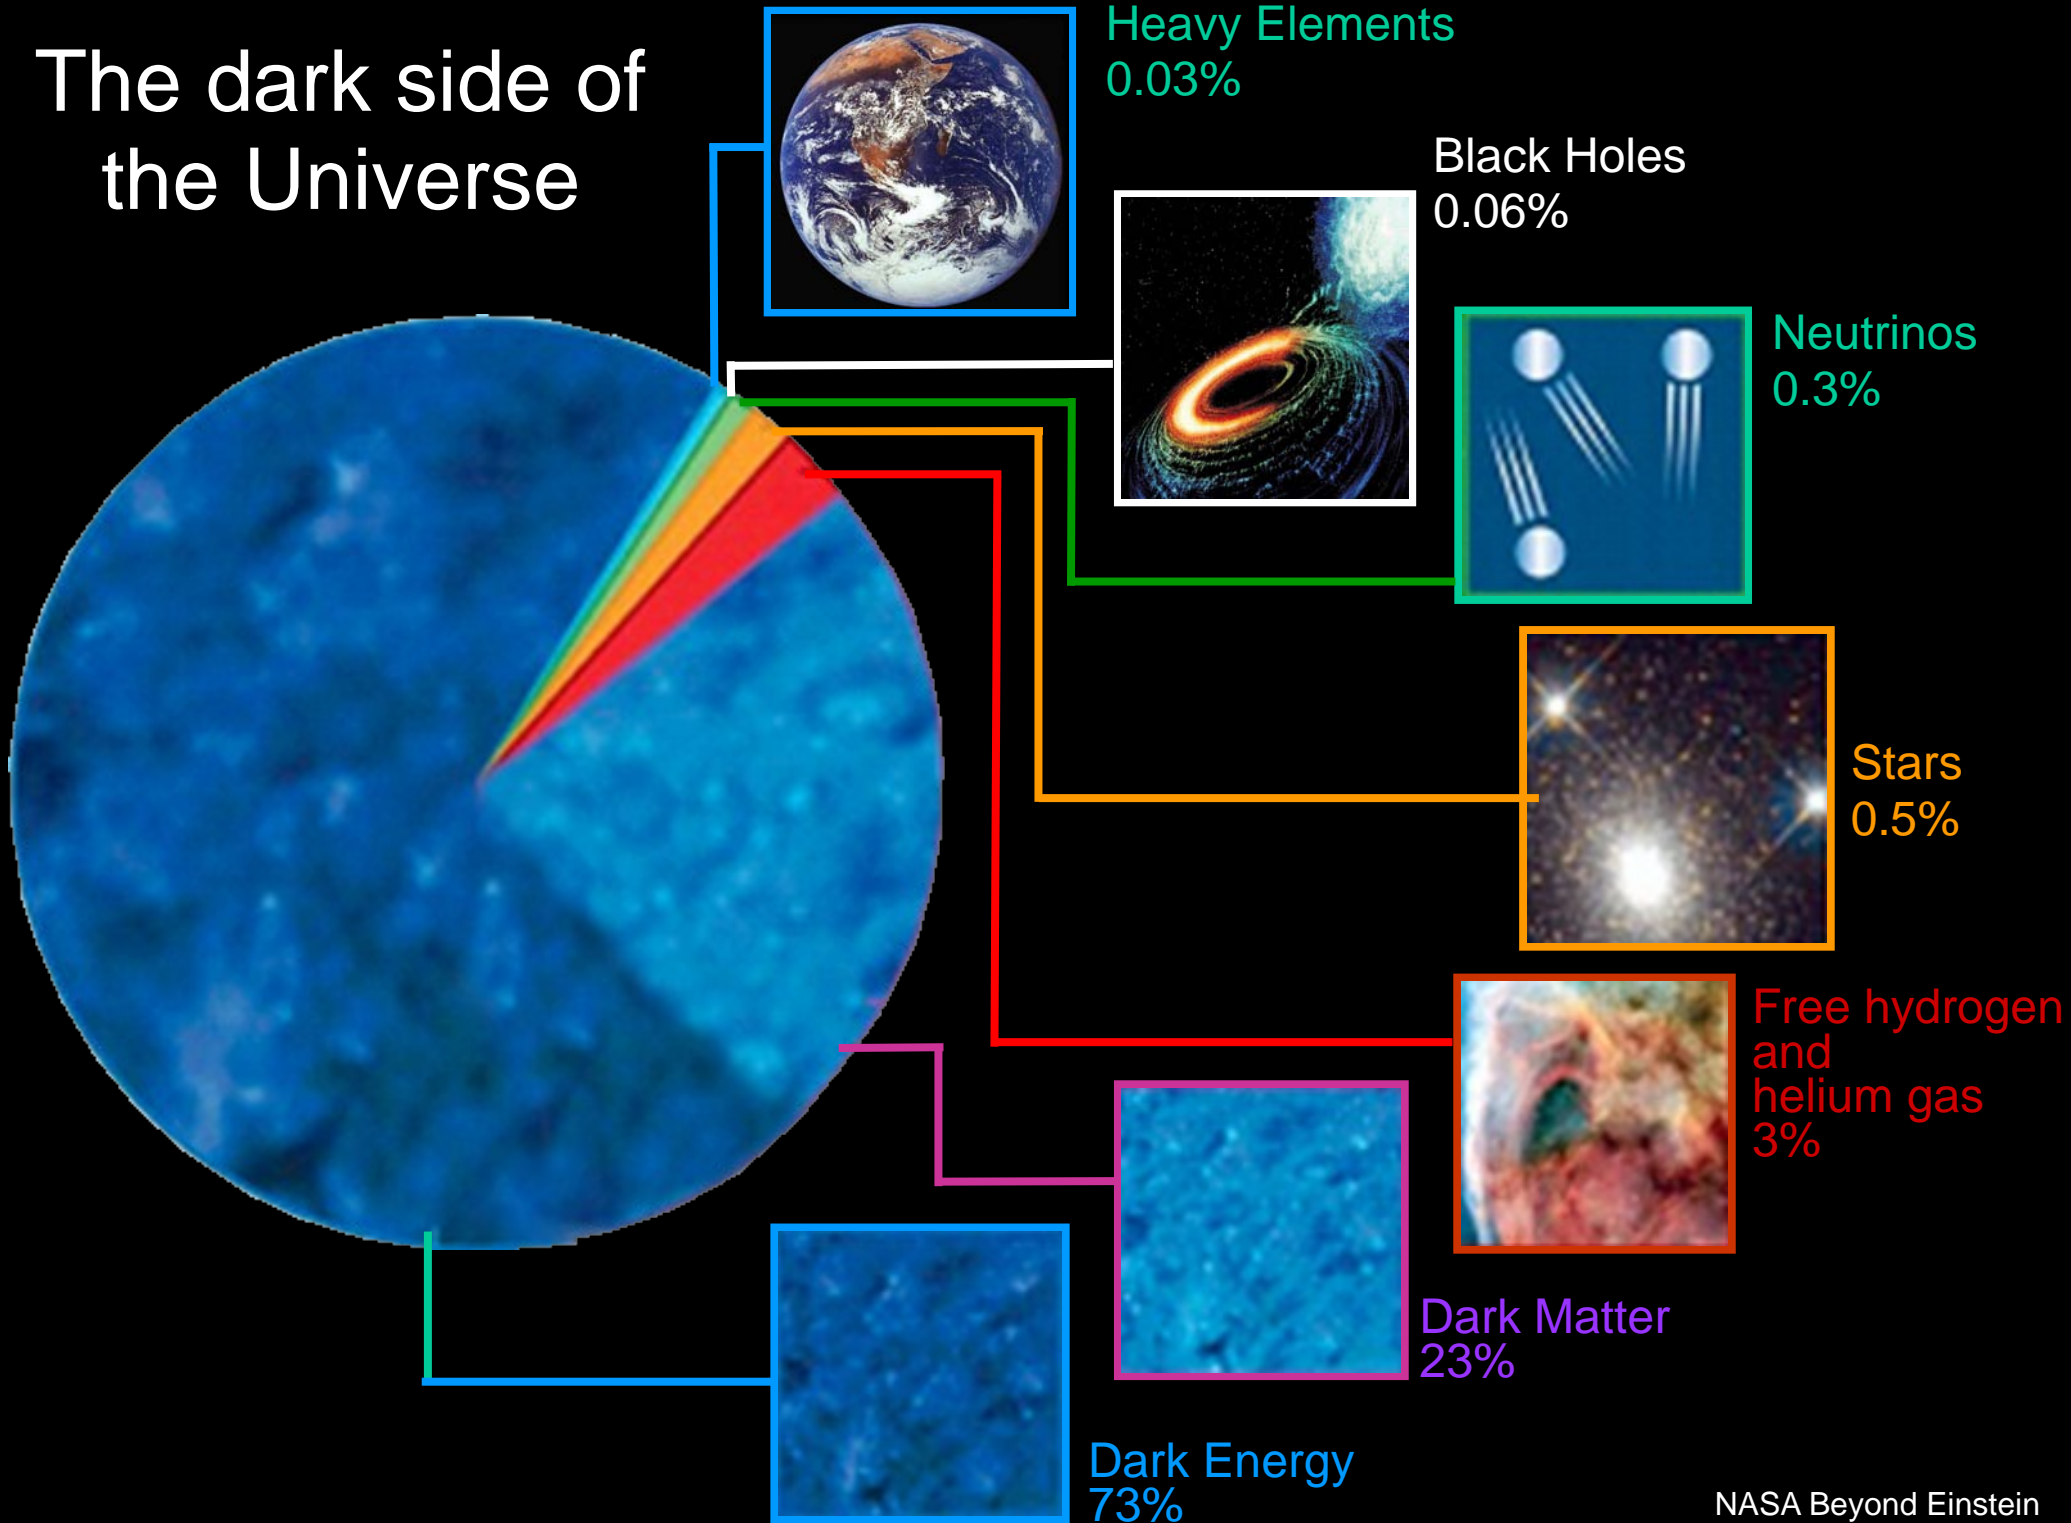 The dark side of
the Universe
Heavy Elements
0.03%
Black Holes
0.06%
Neutrinos
0.3%
Stars
0.5%
Free hydrogen
and
helium gas
3%
Dark Matter
23%
Dark Energy
73%
NASA Beyond Einstein